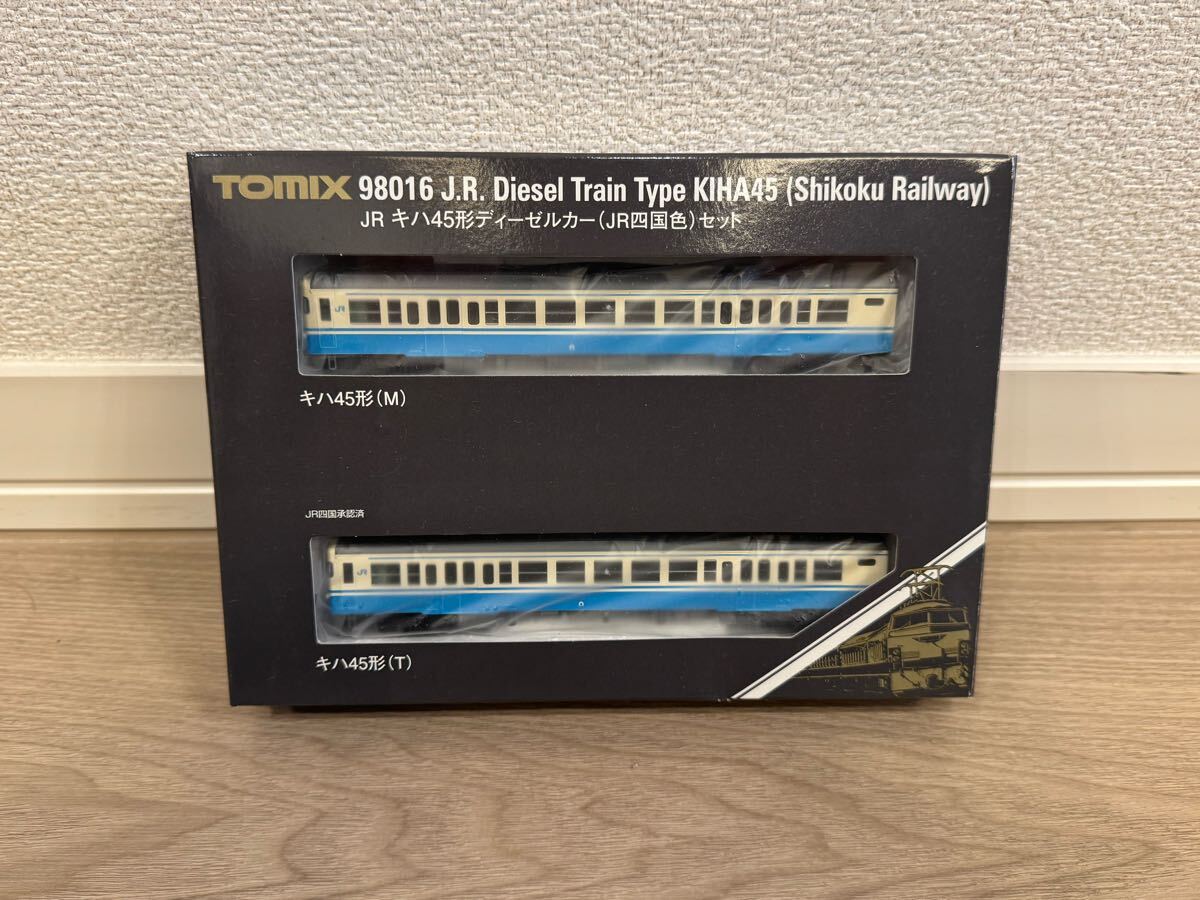 TOMIX 98016 J.R. Diesel Train Type KIHA45 (Shikoku Railway)
JR キハ45形ディーゼルカー(JR四国色)セット
JR
キハ45形(M)
JR四国承認済
JR
キハ45形(T)